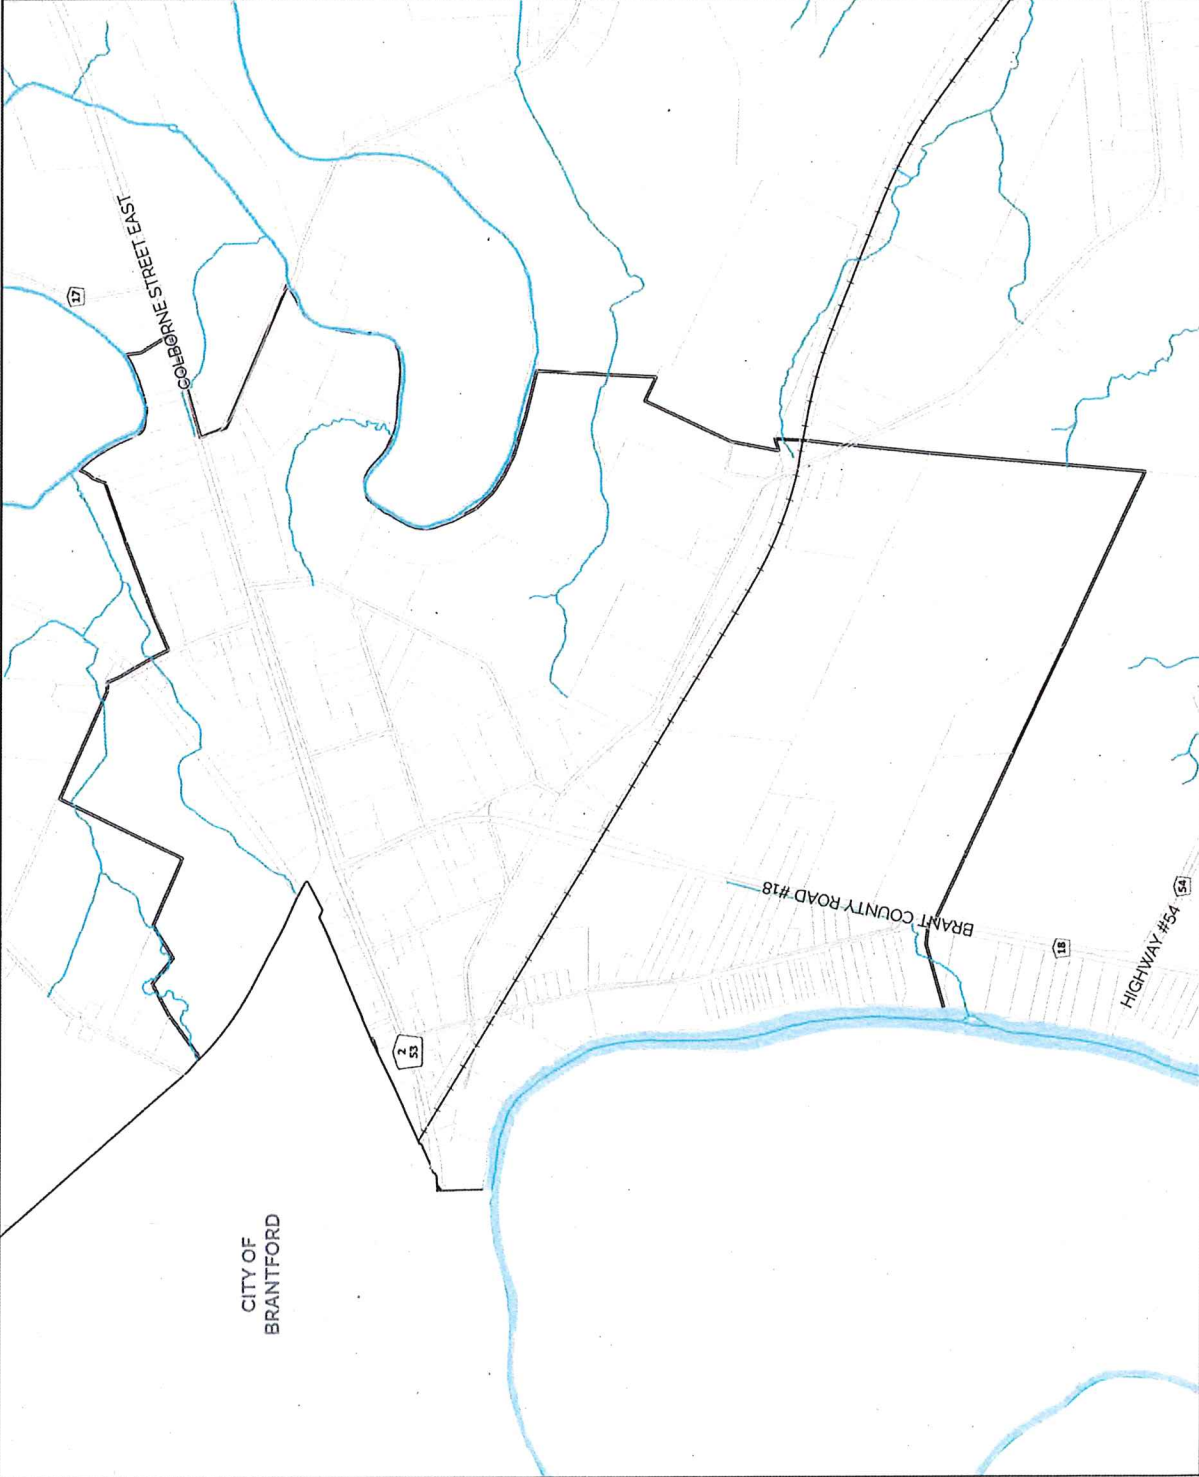 COLBORNE STREET EAST
17
CITY OF
BRANTFORD
2
53
BRANT COUNTY ROAD #18
18
HIGHWAY #54
54